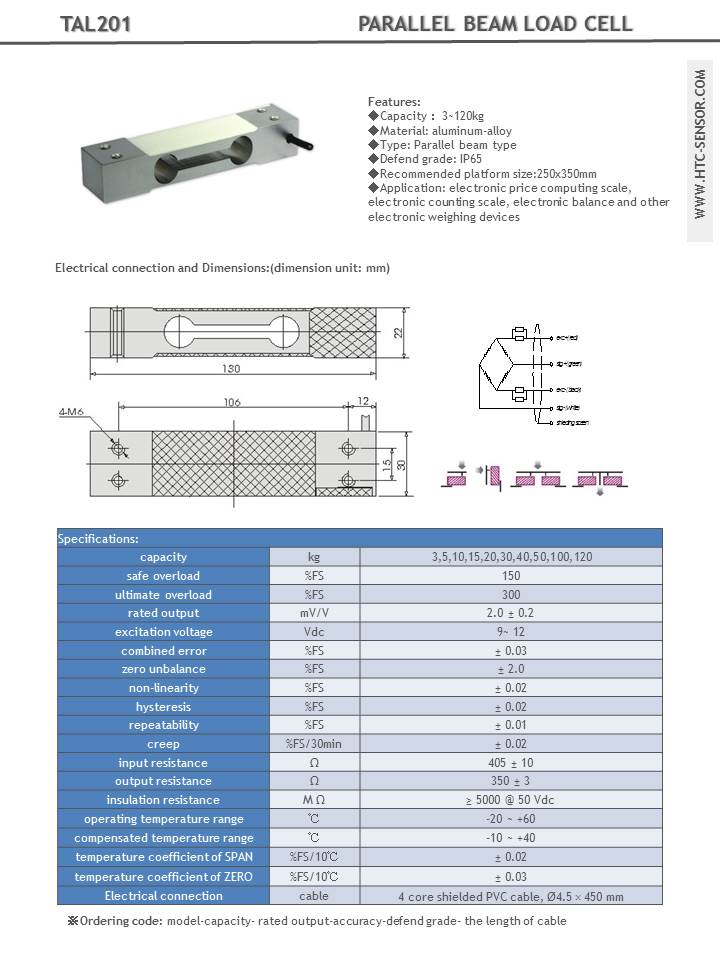 TAL201 PARALLEL BEAM LOAD CELL
WWW.HTC-SENSOR.COM
Features:
◆Capacity : 3~120kg
◆Material: aluminum-alloy
◆Type: Parallel beam type
◆Defend grade: IP65
◆Recommended platform size:250x350mm
◆Application: electronic price computing scale,
electronic counting scale, electronic balance and other
electronic weighing devices
Electrical connection and Dimensions:(dimension unit: mm)
22
130
106
12
4-M6
15
30
exc+(red)
sig+(green)
exc-(black)
sig-(white)
shielding screen
Specifications:
capacity kg 3,5,10,15,20,30,40,50,100,120
safe overload %FS 150
ultimate overload %FS 300
rated output mV/V 2.0 ± 0.2
excitation voltage Vdc 9~ 12
combined error %FS ± 0.03
zero unbalance %FS ± 2.0
non-linearity %FS ± 0.02
hysteresis %FS ± 0.02
repeatability %FS ± 0.01
creep %FS/30min ± 0.02
input resistance Ω 405 ± 10
output resistance Ω 350 ± 3
insulation resistance M Ω ≥ 5000 @ 50 Vdc
operating temperature range ℃ -20 ~ +60
compensated temperature range ℃ -10 ~ +40
temperature coefficient of SPAN %FS/10℃ ± 0.02
temperature coefficient of ZERO %FS/10℃ ± 0.03
Electrical connection cable 4 core shielded PVC cable, Ø4.5 × 450 mm
※Ordering code: model-capacity- rated output-accuracy-defend grade- the length of cable